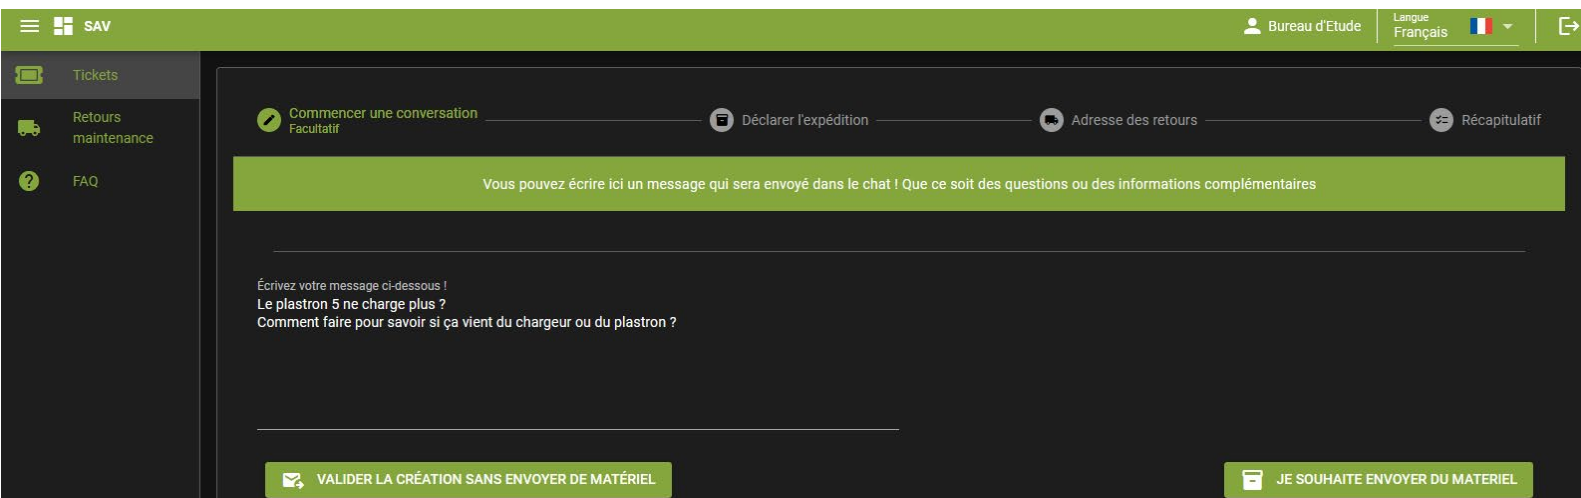 SAV
Bureau d'Etude
Langue
Français
Tickets
Retours
maintenance
FAQ
Commencer une conversation
Facultatif
Déclarer l'expédition
Adresse des retours
Récapitulatif
Vous pouvez écrire ici un message qui sera envoyé dans le chat ! Que ce soit des questions ou des informations complémentaires
Écrivez votre message ci-dessous !
Le plastron 5 ne charge plus ?
Comment faire pour savoir si ça vient du chargeur ou du plastron ?
VALIDER LA CRÉATION SANS ENVOYER DE MATÉRIEL
JE SOUHAITE ENVOYER DU MATERIEL